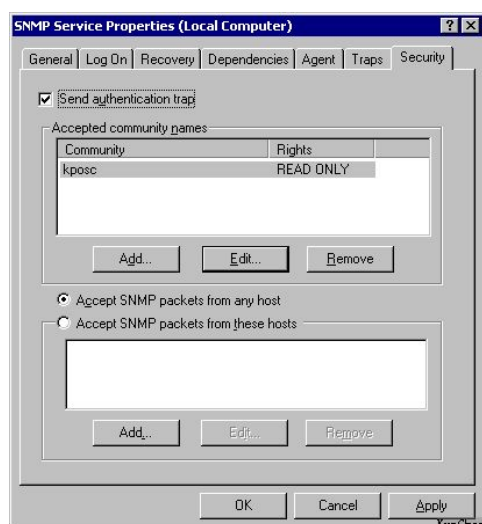 SNMP Service Properties (Local Computer)
General Log On Recovery Dependencies Agent Traps Security
Send authentication trap
Accepted community names
Community Rights
kposc READ ONLY
Add... Edit... Remove
Accept SNMP packets from any host
Accept SNMP packets from these hosts
Add... Edit... Remove
OK Cancel Apply